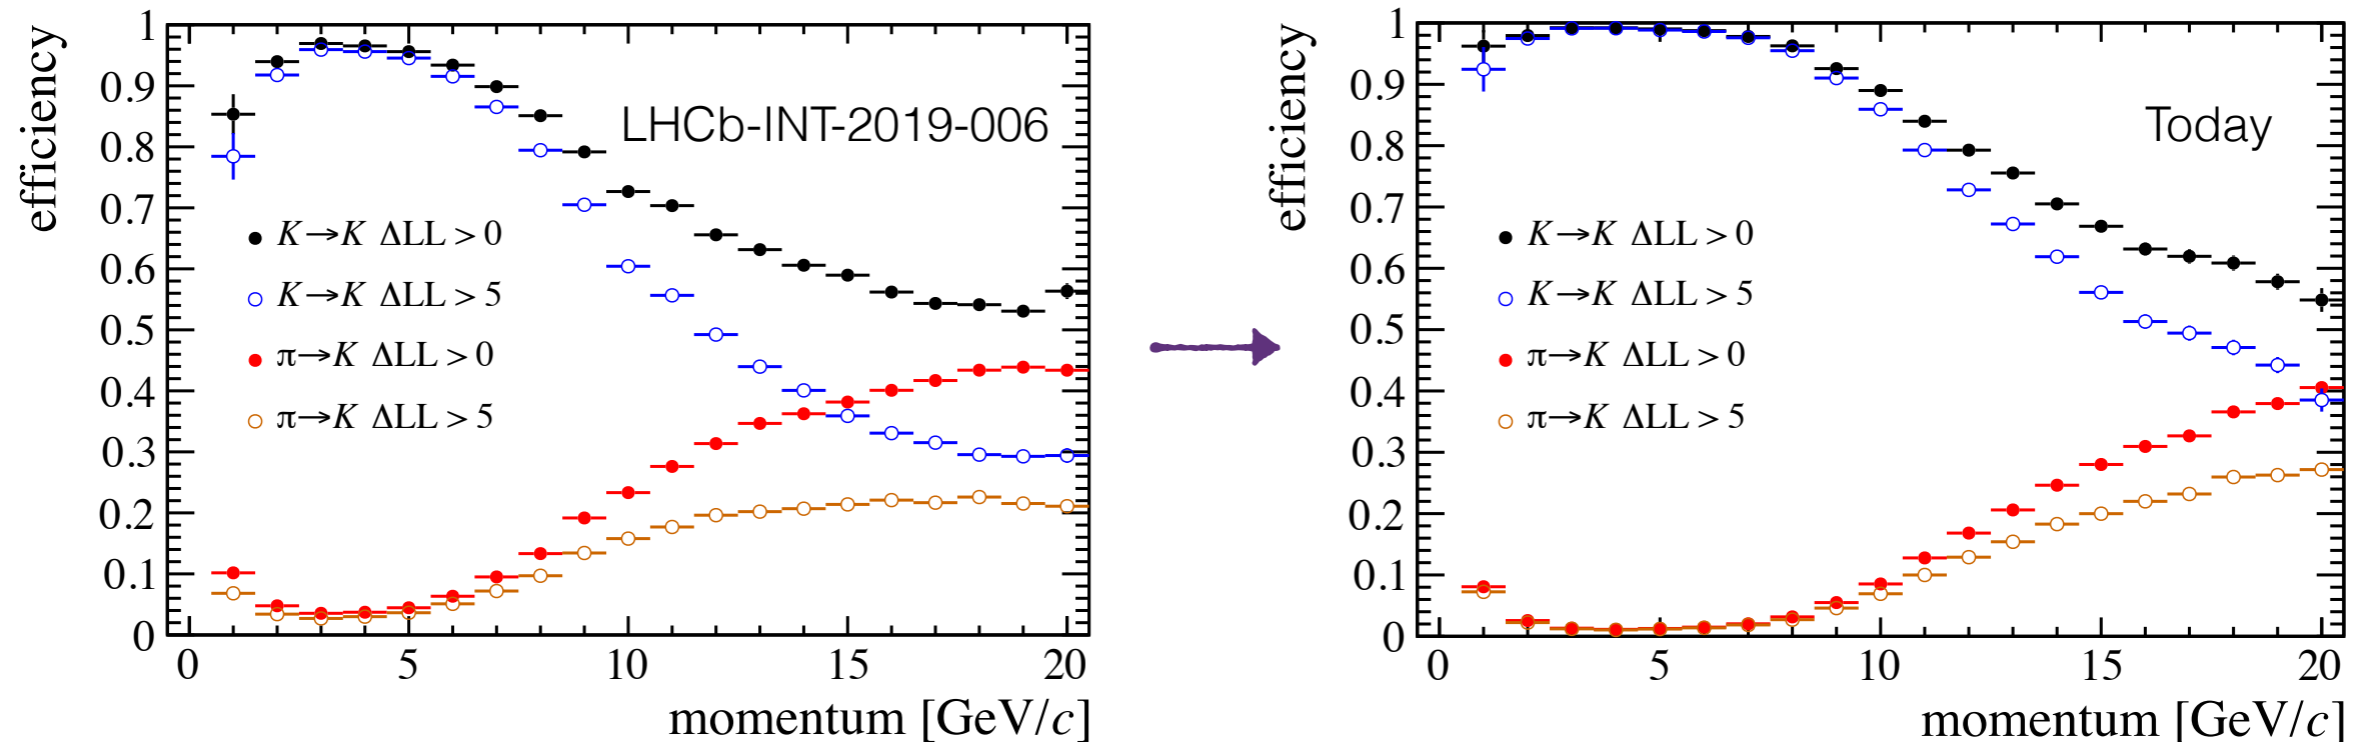 efficiency
1
0.9
0.8
0.7
0.6
0.5
0.4
0.3
0.2
0.1
0
LHCb-INT-2019-006
K→K ΔLL > 0
K→K ΔLL > 5
π→K ΔLL > 0
π→K ΔLL > 5
0 5 10 15 20
momentum [GeV/c]
efficiency
1
0.9
0.8
0.7
0.6
0.5
0.4
0.3
0.2
0.1
0
Today
K→K ΔLL > 0
K→K ΔLL > 5
π→K ΔLL > 0
π→K ΔLL > 5
0 5 10 15 20
momentum [GeV/c]